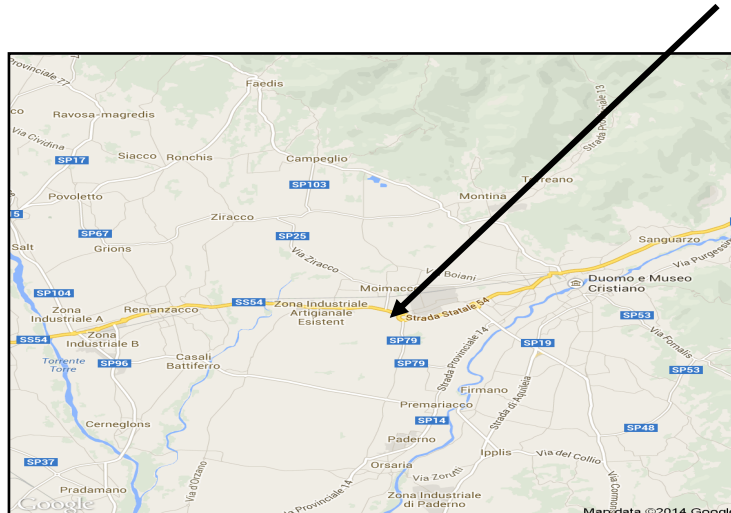 Provinciale 77
Faedis
co
Ravosa-magredis
Via Cividina
Strada Provinciale 13
SP17
Siacco
Ronchis
Campeglio
Torreano
SP103
Povoletto
Montina
15
Ziracco
SP67
SP25
Sanguarzo
Salt
Grions
Via Ziracco
Via Boiani
Via Purgessi
Moimacco
Duomo e Museo
Cristiano
SP104
SS54
Zona Industriale
Artigianale
Esistent
Zona
Industriale A
Remanzacco
Strada Statale 54
SP53
SS54
Zona
Industriale B
SP79
SP19
Via Fornalis
Torrente
Torre
SP96
Casali
Battiferro
SP79
Strada Provinciale 14
SP53
Firmano
Premariacco
Strada di Aquileia
Cerneglons
SP14
SP48
Paderno
Ipplis
Via del Collio
SP37
Orsaria
Via d'Orzano
Via Zorutti
Via Cormons
Pradamano
Provinciale 14
Zona Industriale
di Paderno
Google
Map data ©2014 Google